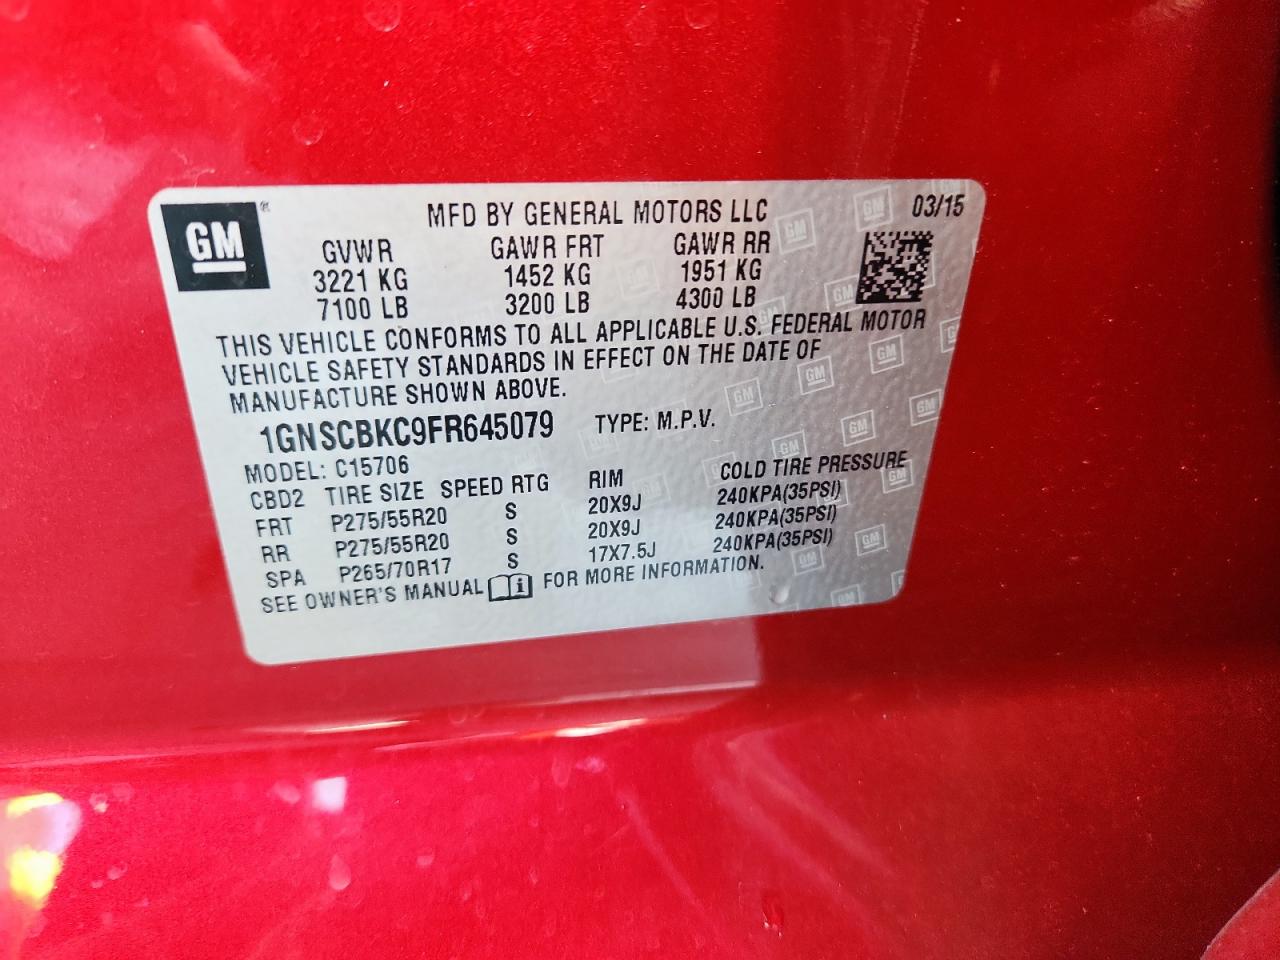 GM®
MFD BY GENERAL MOTORS LLC 03/15
GVWR GAWR FRT GAWR RR
3221 KG 1452 KG 1951 KG
7100 LB 3200 LB 4300 LB
THIS VEHICLE CONFORMS TO ALL APPLICABLE U.S. FEDERAL MOTOR
VEHICLE SAFETY STANDARDS IN EFFECT ON THE DATE OF
MANUFACTURE SHOWN ABOVE.
1GNSCBKC9FR645079 TYPE: M.P.V.
MODEL: C15706
CBD2 TIRE SIZE SPEED RTG RIM COLD TIRE PRESSURE
FRT P275/55R20 S 20X9J 240KPA(35PSI)
RR P275/55R20 S 20X9J 240KPA(35PSI)
SPA P265/70R17 S 17X7.5J 240KPA(35PSI)
SEE OWNER'S MANUAL i FOR MORE INFORMATION.